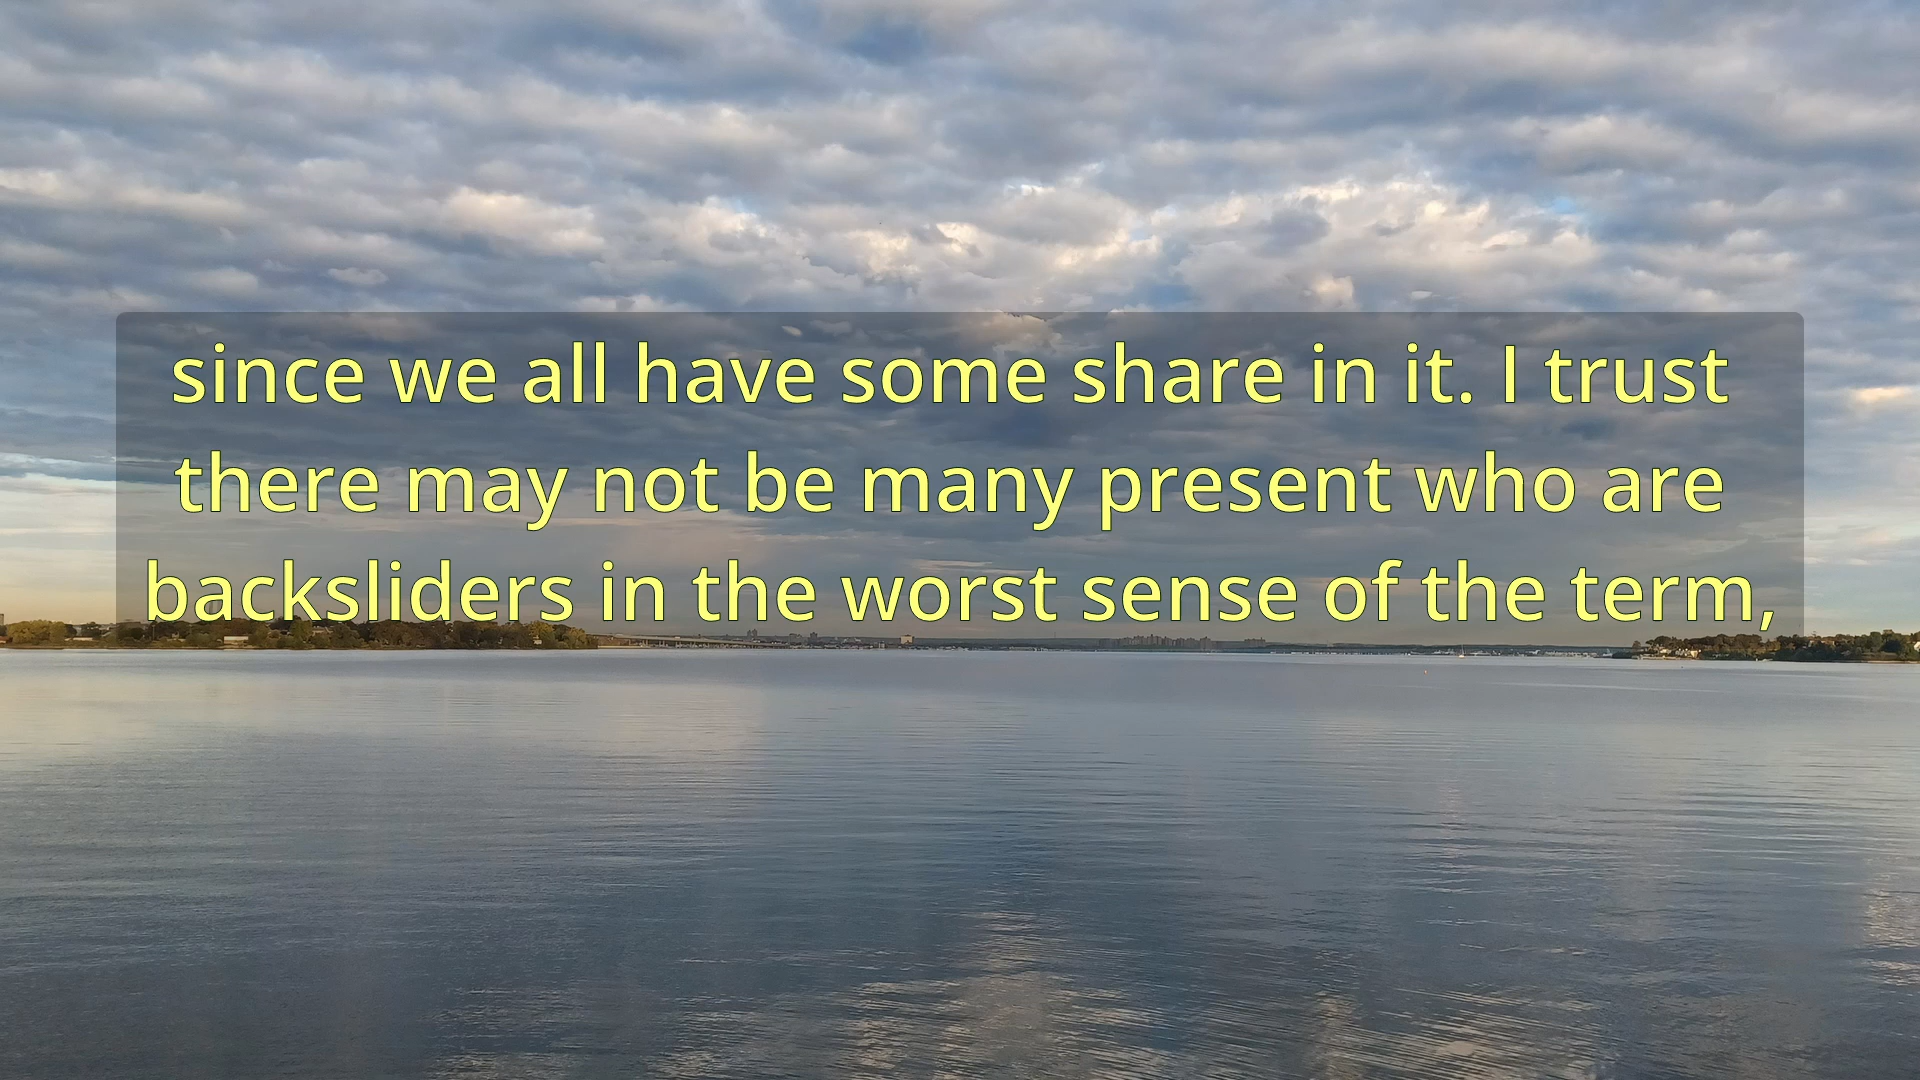 since we all have some share in it. I trust
there may not be many present who are
backsliders in the worst sense of the term,